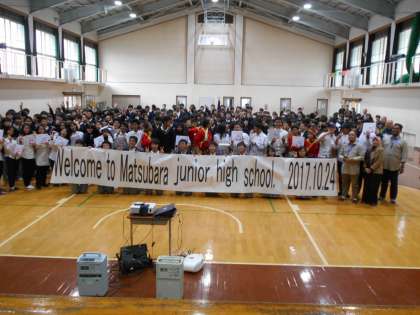 Welcome to Matsubara junior high school. 2017.10.24